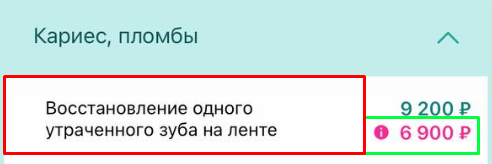 Кариес, пломбы
Восстановление одного
утраченного зуба на ленте
9 200 ₽
6 900 ₽